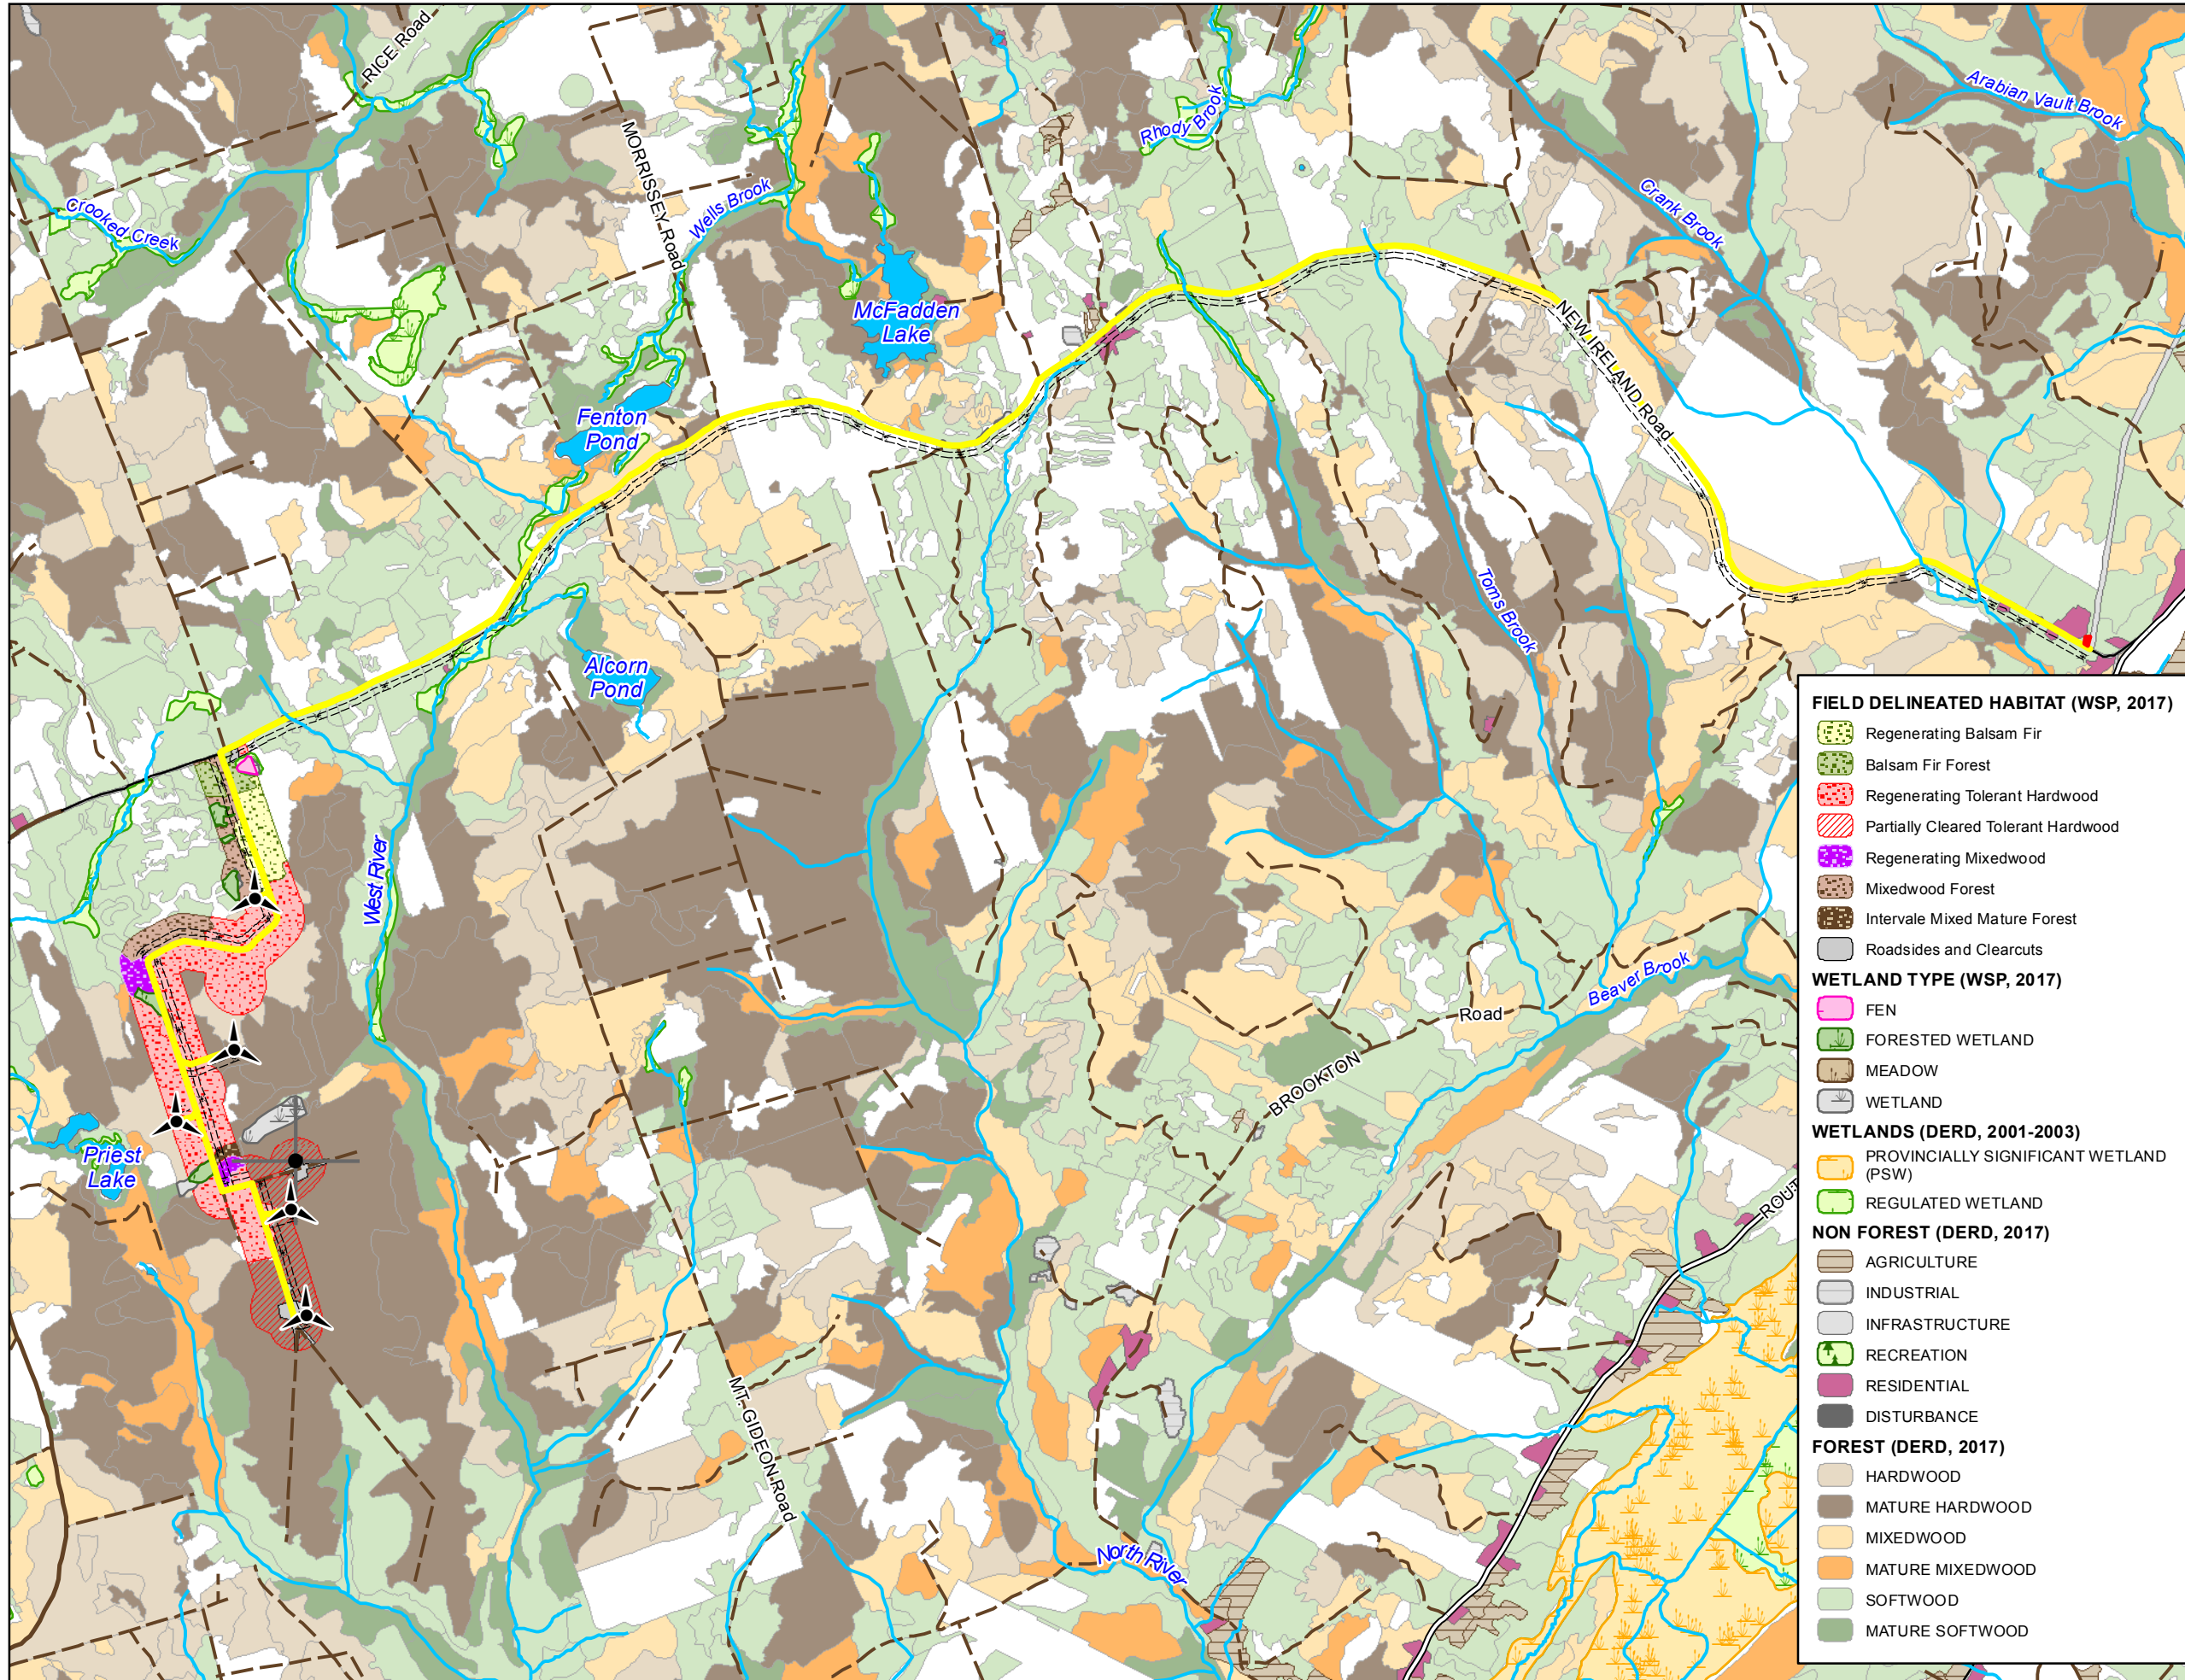 RICE Road
Arabian Vault Brook
MORRISSEY Road
Rhody Brook
Crooked Creek
Wells Brook
Crank Brook
McFadden
Lake
NEW IRELAND Road
Fenton
Pond
Toms Brook
Alcorn
Pond
West River
Beaver Brook
Road
BROOKTON
Priest
Lake
ROUT
MT. GIDEON Road
North River
FIELD DELINEATED HABITAT (WSP, 2017)
Regenerating Balsam Fir
Balsam Fir Forest
Regenerating Tolerant Hardwood
Partially Cleared Tolerant Hardwood
Regenerating Mixedwood
Mixedwood Forest
Intervale Mixed Mature Forest
Roadsides and Clearcuts
WETLAND TYPE (WSP, 2017)
FEN
FORESTED WETLAND
MEADOW
WETLAND
WETLANDS (DERD, 2001-2003)
PROVINCIALLY SIGNIFICANT WETLAND
(PSW)
REGULATED WETLAND
NON FOREST (DERD, 2017)
AGRICULTURE
INDUSTRIAL
INFRASTRUCTURE
RECREATION
RESIDENTIAL
DISTURBANCE
FOREST (DERD, 2017)
HARDWOOD
MATURE HARDWOOD
MIXEDWOOD
MATURE MIXEDWOOD
SOFTWOOD
MATURE SOFTWOOD